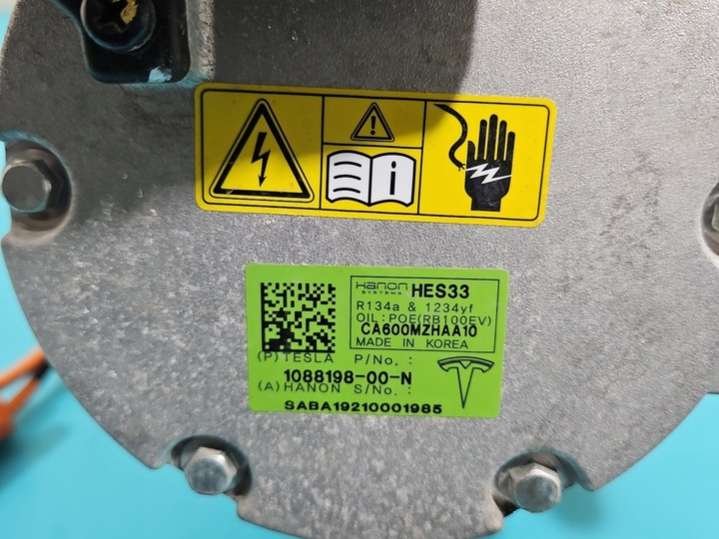 i
Hanon SYSTEMS HES33
R134a & 1234yf
OIL:POE(RB100EV)
CA600MZHAA10
MADE IN KOREA
(P)TESLA P/No.:
1088198-00-N
(A)HANON S/No.:
SABA19210001985